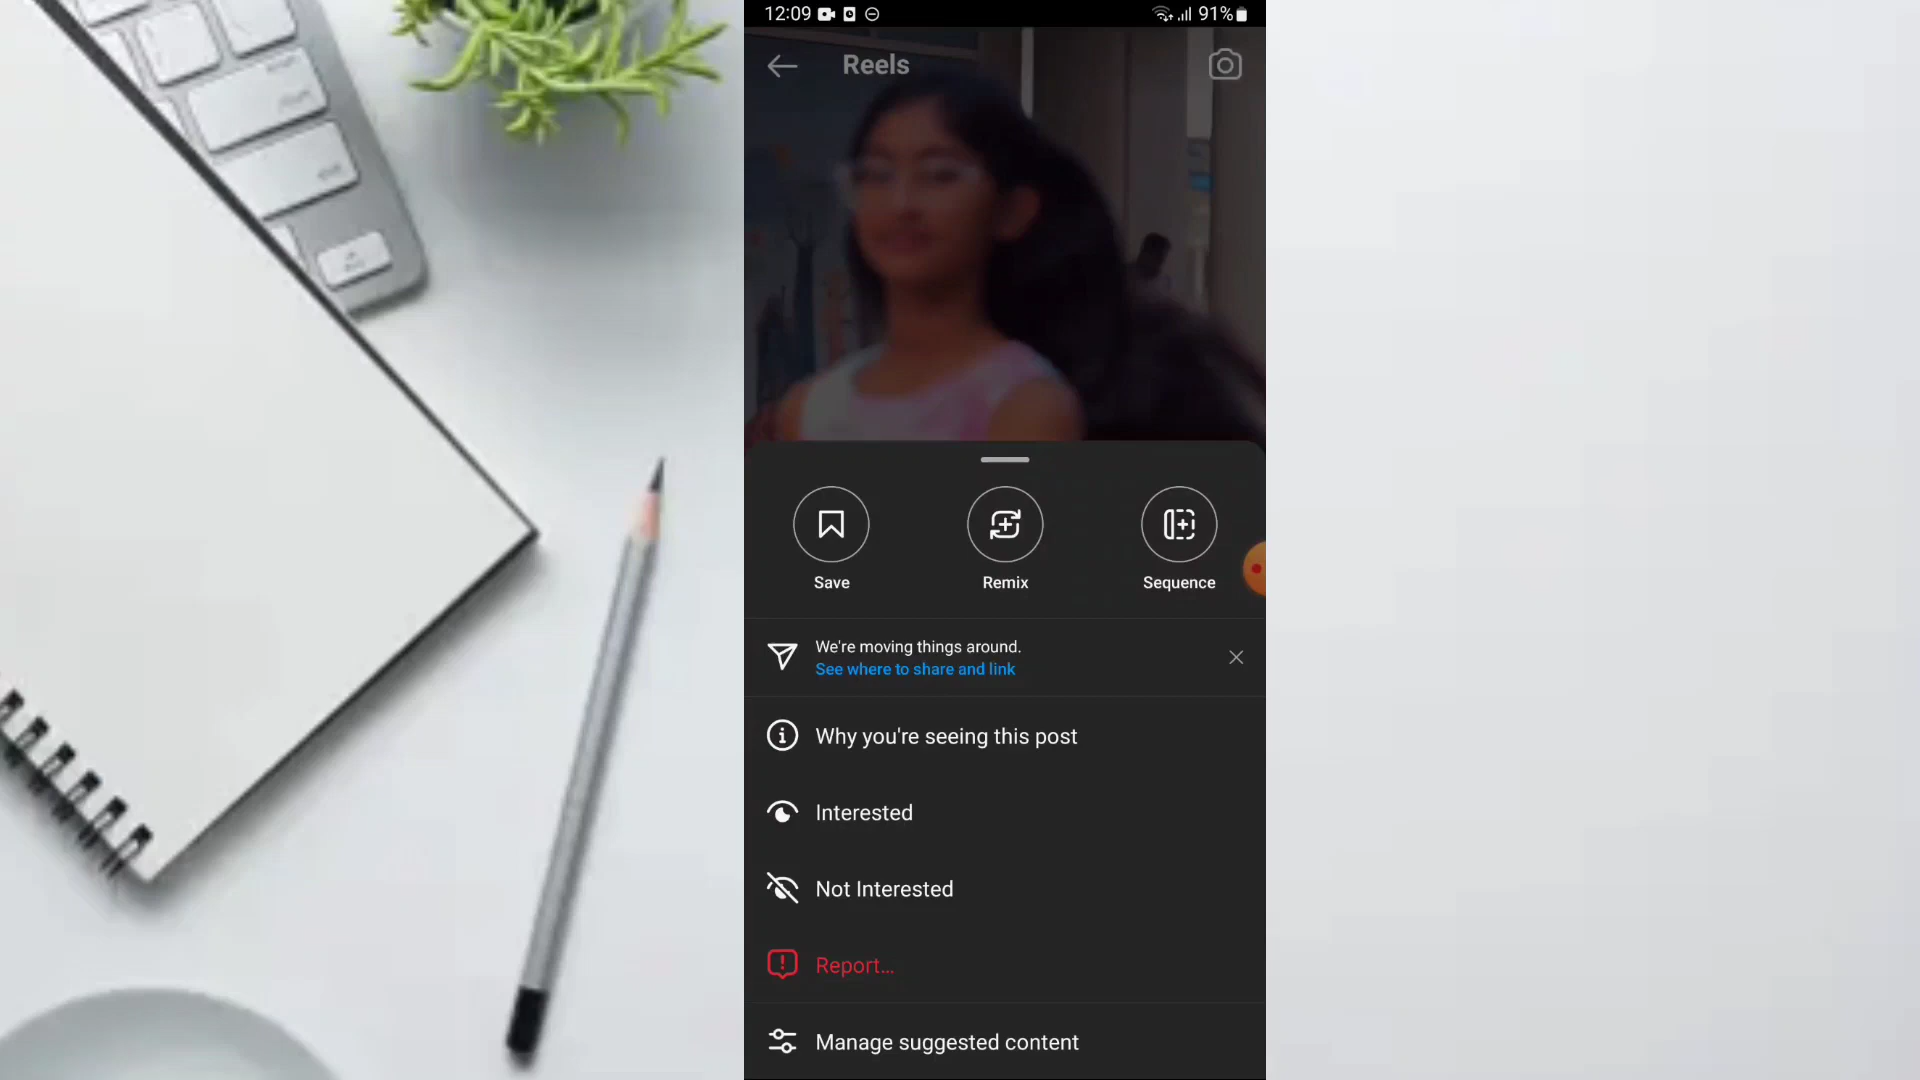 12:09
91%
Reels
Save
Remix
Sequence
We're moving things around.
See where to share and link
Why you're seeing this post
Interested
Not Interested
Report...
Manage suggested content